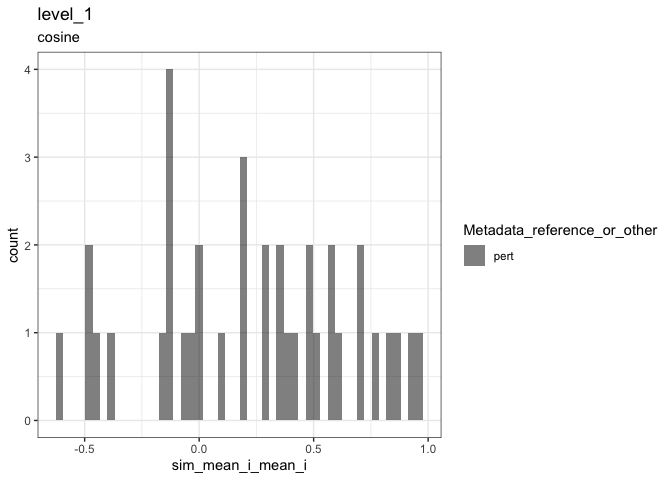 level_1
cosine
4
3
2
1
0
count
-0.5
0.0
0.5
1.0
sim_mean_i_mean_i
Metadata_reference_or_other
pert